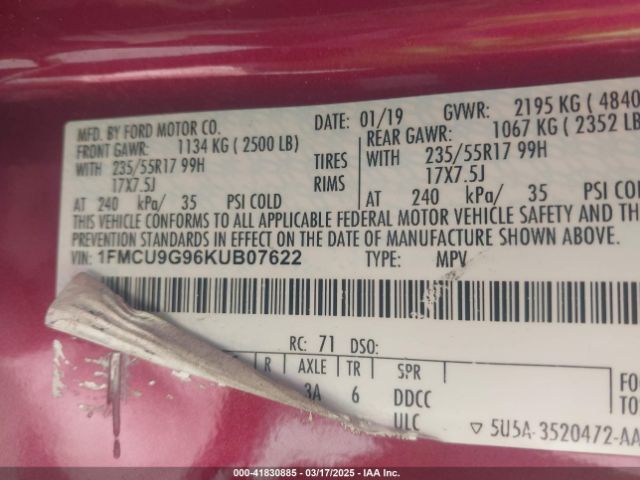 MFD. BY FORD MOTOR CO. DATE: 01/19 GVWR: 2195 KG ( 4840
FRONT GAWR: 1134 KG ( 2500 LB) REAR GAWR: 1067 KG ( 2352 LB
WITH 235/55R17 99H TIRES WITH 235/55R17 99H
17X7.5J RIMS 17X7.5J
AT 240 kPa/ 35 PSI COLD AT 240 kPa/ 35 PSI COLD
THIS VEHICLE CONFORMS TO ALL APPLICABLE FEDERAL MOTOR VEHICLE SAFETY AND THE
PREVENTION STANDARDS IN EFFECT ON THE DATE OF MANUFACTURE SHOWN ABOVE.
VIN: 1FMCU9G96KUB07622 TYPE: MPV
RC: 71 DSO:
R AXLE TR SPR
3A 6 DDCC
ULC
FO
TO
▽ 5U5A-3520472-AA
000-41830885 - 03/17/2025 - IAA Inc.